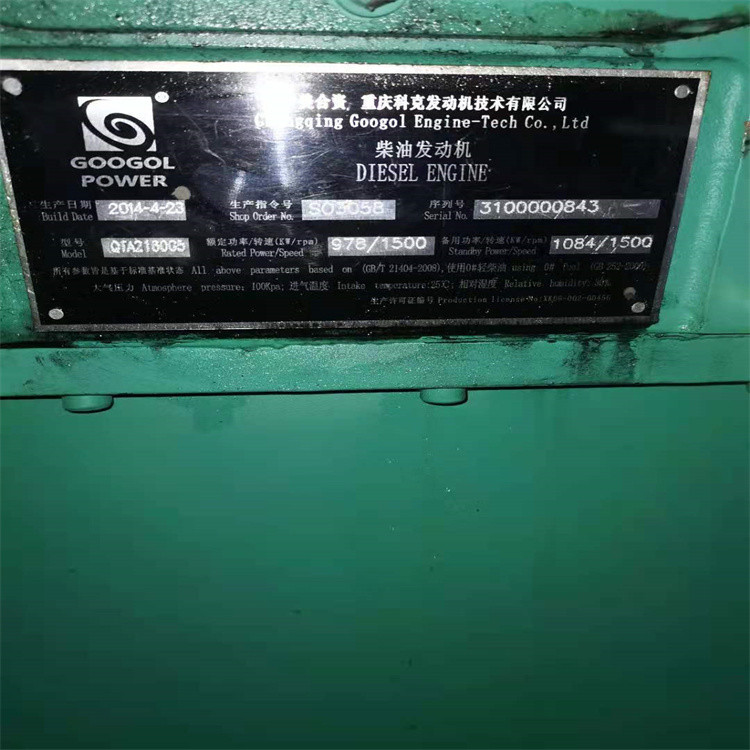 合资, 重庆科克发动机技术有限公司
Chongqing Googol Engine-Tech Co., Ltd
®
GOOGOL
POWER
柴油发动机
DIESEL ENGINE
生产日期 2014-4-23 生产指令号 SO3058 序列号 3100000843
Build Date Shop Order No. Serial No.
型号 QTA2160G5 额定功率/转速(KW/rpm) 978/1500 备用功率/转速(KW/rpm) 1084/1500
Model Rated Power/Speed Standby Power/Speed
所有参数皆是基于标准基准状态 All above parameters based on (GB/T 21404-2008), 使用0#轻柴油 using 0# fuel (GB 252
大气压力 Atmosphere pressure: 100Kpa; 进气温度 Intake temperature:25℃; 相对湿度 Relative humidity: 30%
生产许可证编号 Production licence No: